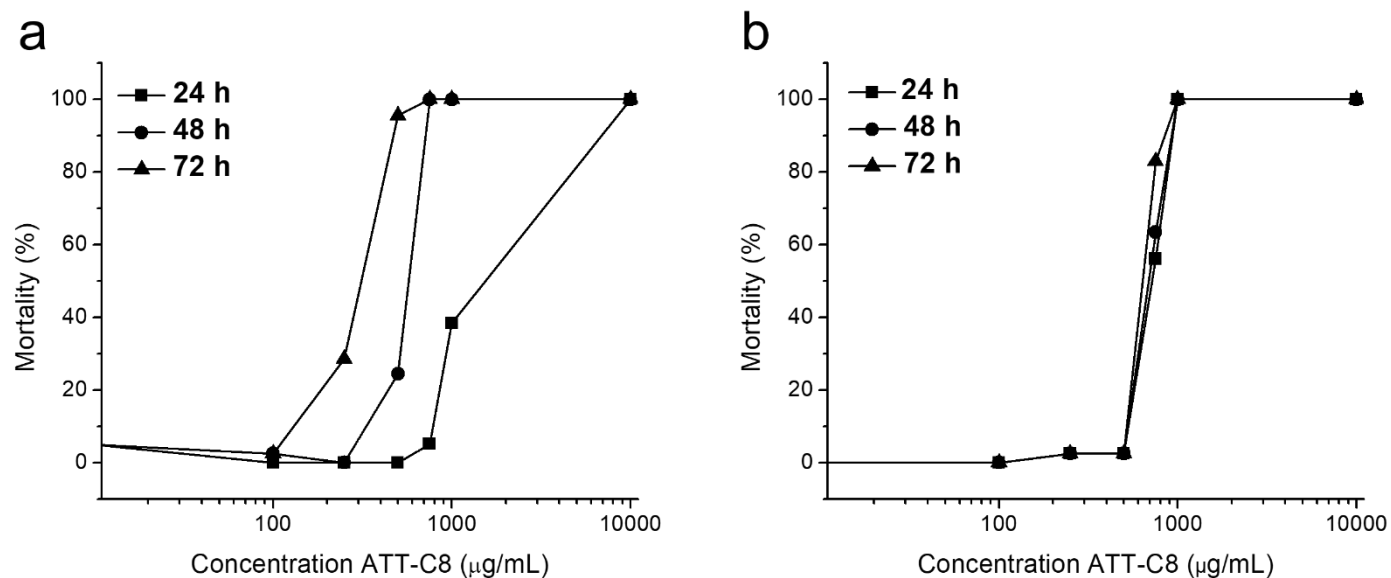 a
24 h
48 h
72 h
100
80
60
40
20
0
Mortality (%)
100
1000
10000
Concentration ATT-C8 (μg/mL)
b
24 h
48 h
72 h
100
80
60
40
20
0
Mortality (%)
100
1000
10000
Concentration ATT-C8 (µg/mL)